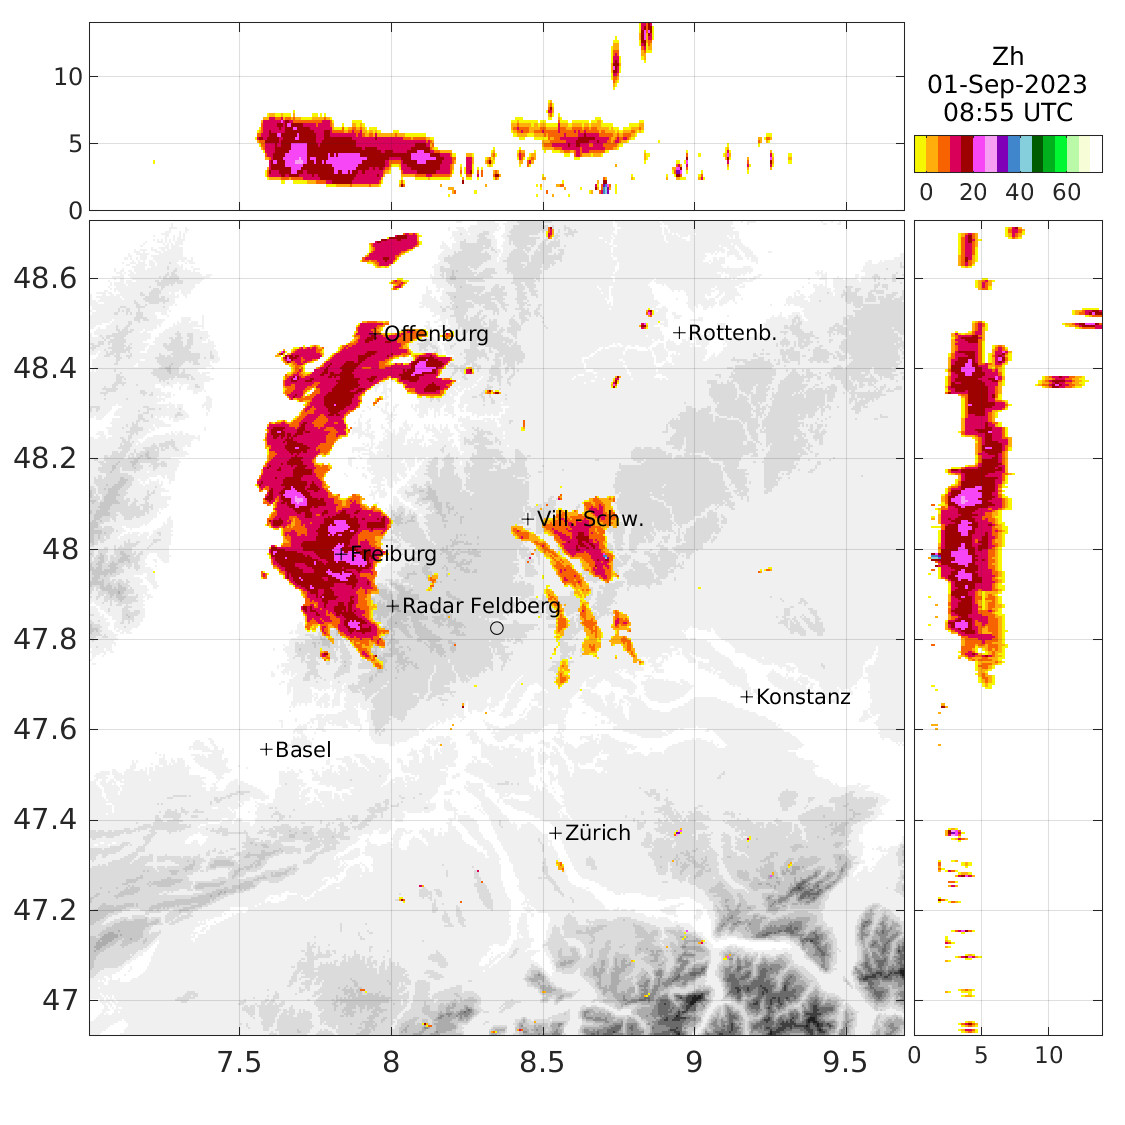 10
5
0
Zh
01-Sep-2023
08:55 UTC
0 20 40 60
48.6
48.4
48.2
48
47.8
47.6
47.4
47.2
47
Offenburg
Rottenb.
Vill.-Schw.
Freiburg
Radar Feldberg
Konstanz
Basel
Zürich
7.5 8 8.5 9 9.5
0 5 10